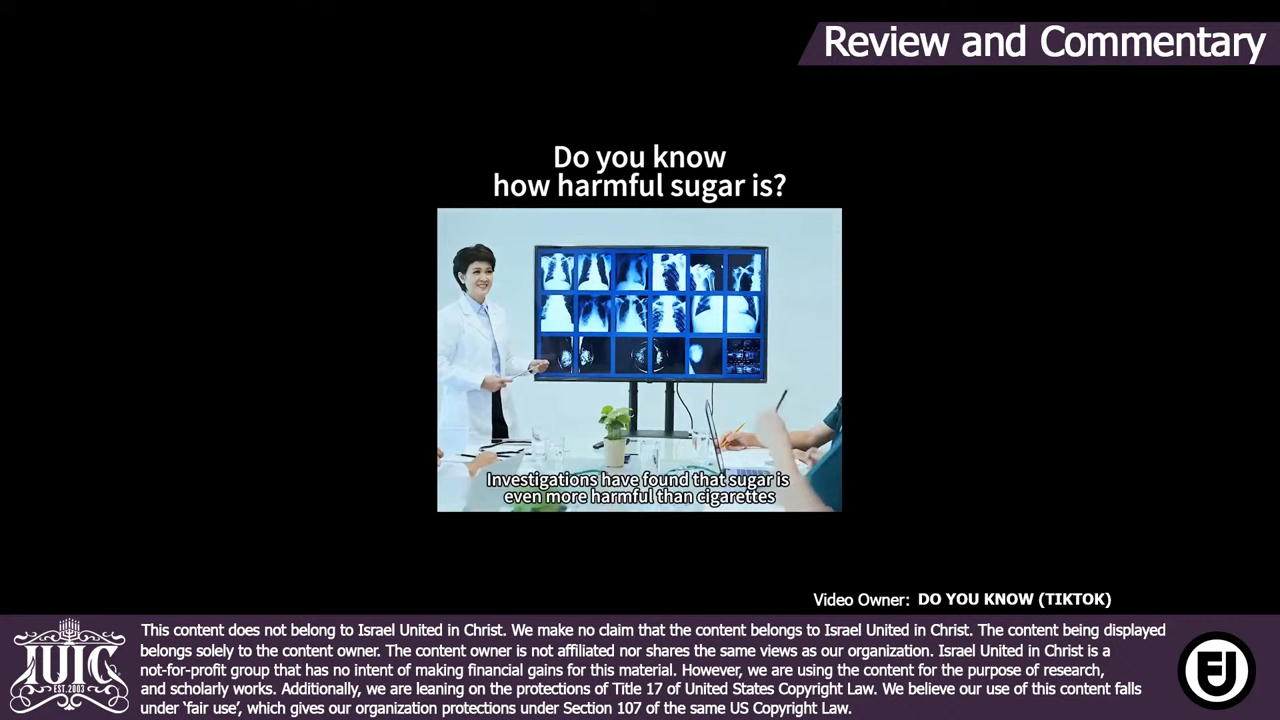 Review and Commentary
Do you know
how harmful sugar is?
Investigations have found that sugar is
even more harmful than cigarettes
Video Owner: DO YOU KNOW (TIKTOK)
This content does not belong to Israel United in Christ. We make no claim that the content belongs to Israel United in Christ. The content being displayed
belongs solely to the content owner. The content owner is not affiliated nor shares the same views as our organization. Israel United in Christ is a
not-for-profit group that has no intent of making financial gains for this material. However, we are using the content for the purpose of research,
and scholarly works. Additionally, we are leaning on the protections of Title 17 of United States Copyright Law. We believe our use of this content falls
under ‘fair use’, which gives our organization protections under Section 107 of the same US Copyright Law.
IUIC
EST. 2003